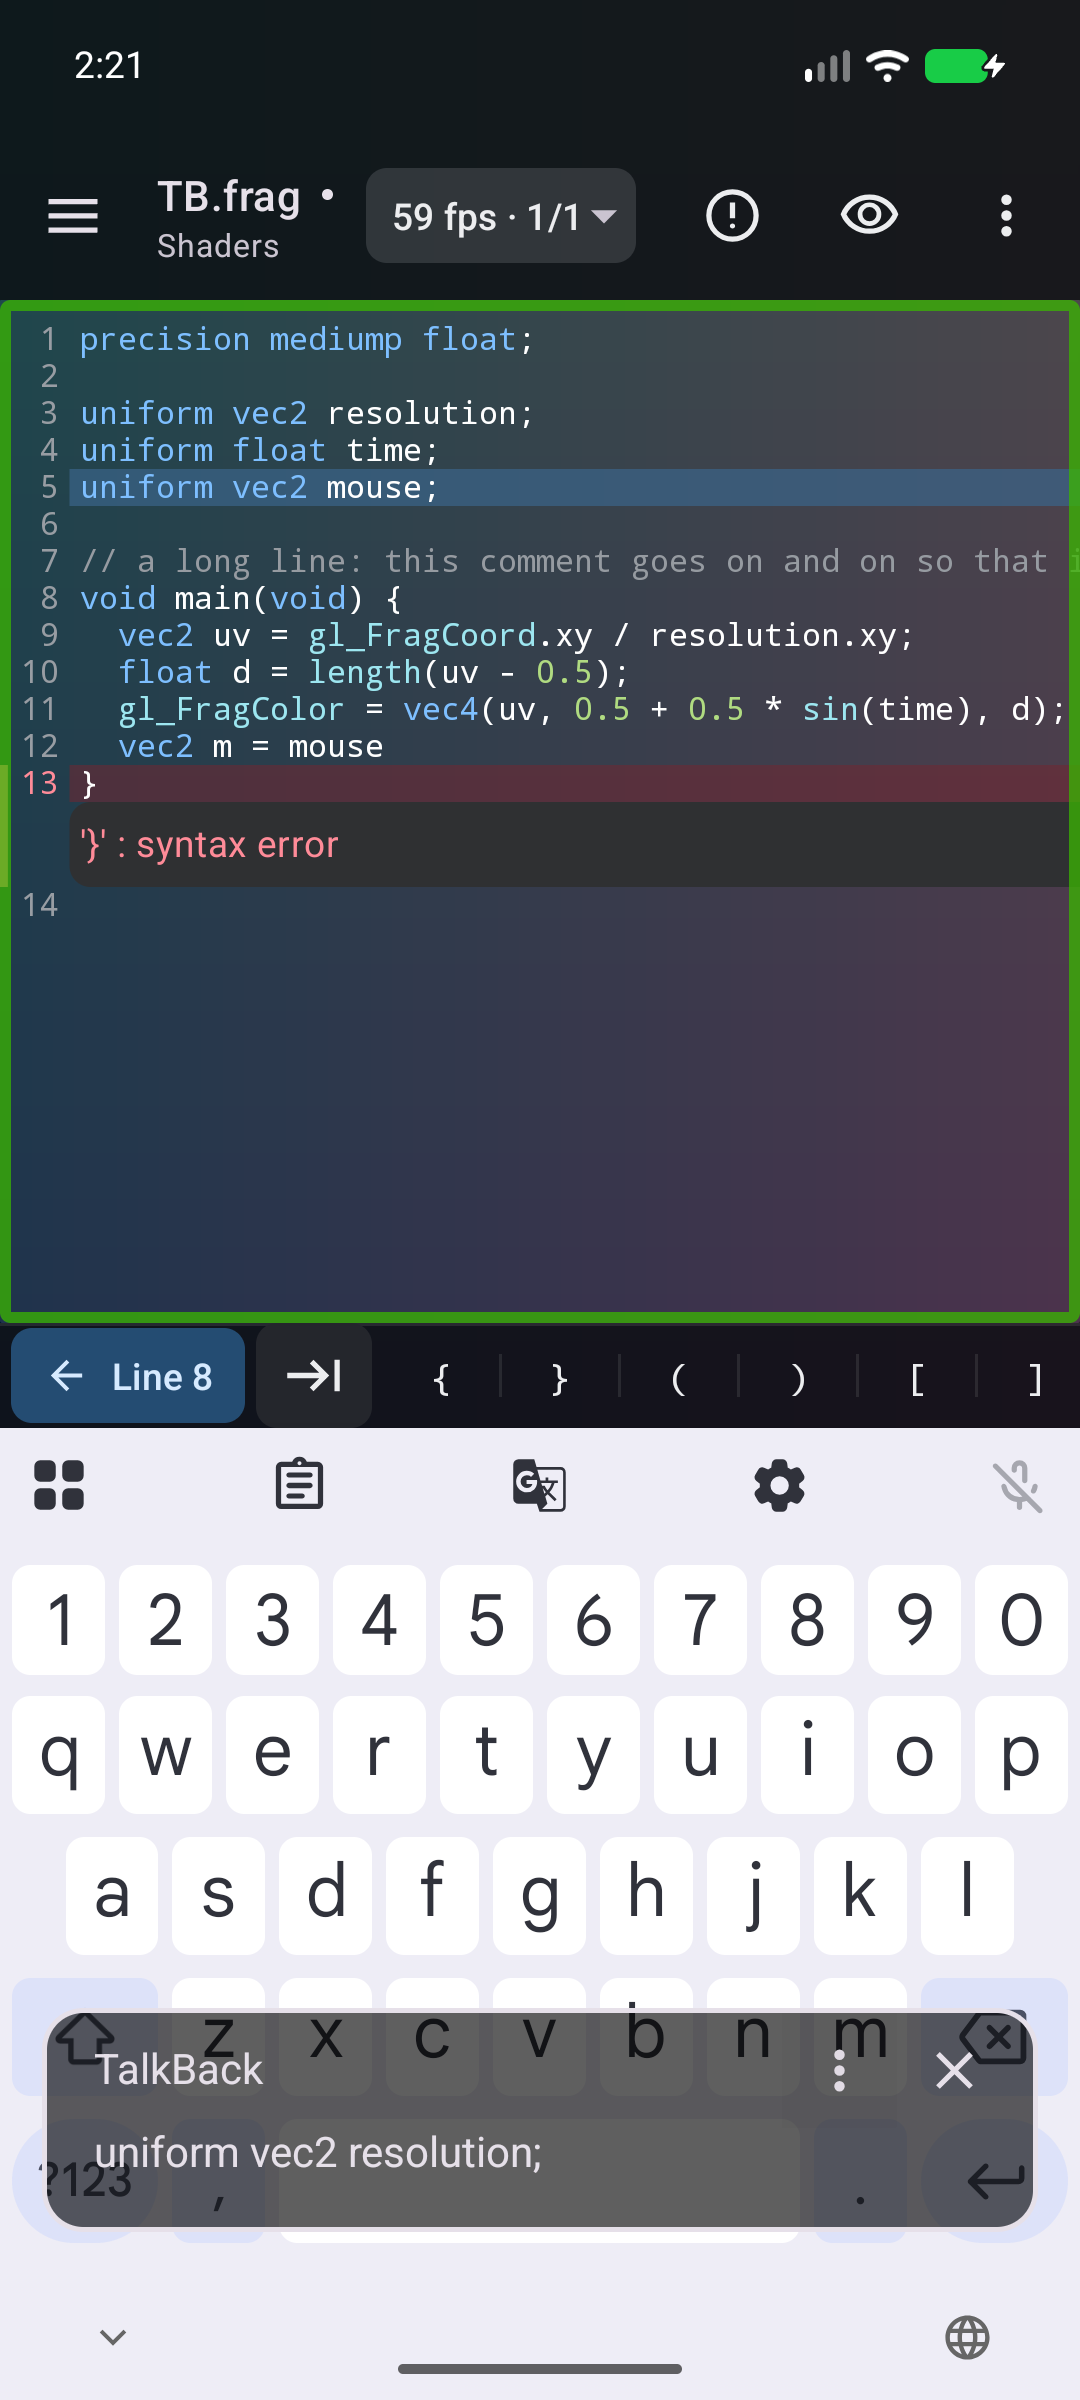 2:21
TB.frag •
Shaders
59 fps · 1/1
1 precision mediump float;
2
3 uniform vec2 resolution;
4 uniform float time;
5 uniform vec2 mouse;
6
7 // a long line: this comment goes on and on so that i
8 void main(void) {
9   vec2 uv = gl_FragCoord.xy / resolution.xy;
10   float d = length(uv - 0.5);
11   gl_FragColor = vec4(uv, 0.5 + 0.5 * sin(time), d);
12   vec2 m = mouse
13 }
'}' : syntax error
14
← Line 8 { } ( ) [ ]
1 2 3 4 5 6 7 8 9 0
q w e r t y u i o p
a s d f g h j k l
z x c v b n m
TalkBack
uniform vec2 resolution;
?123 , .